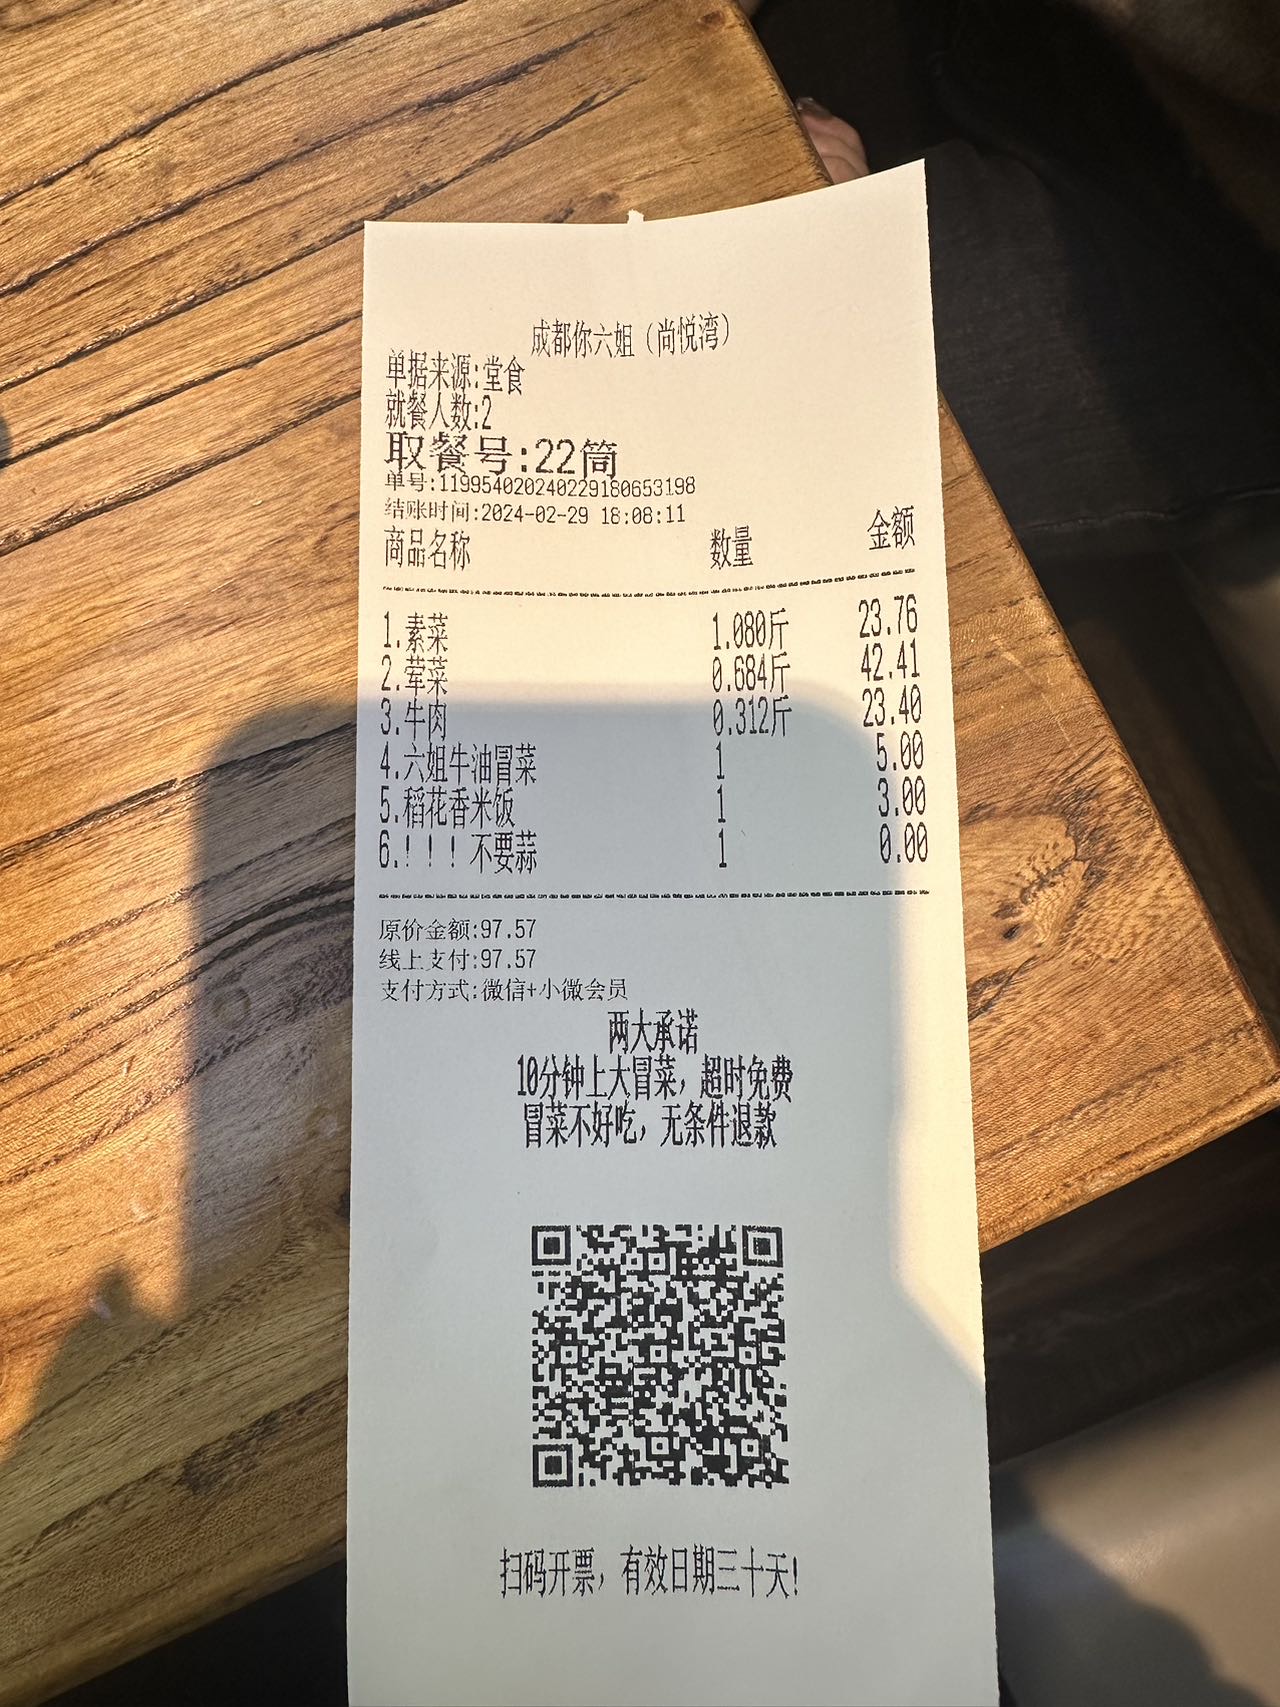 成都你六姐（尚悦湾）
单据来源:堂食
就餐人数:2
取餐号:22筒
单号:119954020240229180653198
结账时间:2024-02-29 18:08:11
商品名称 数量 金额
1.素菜 1.080斤 23.76
2.荤菜 0.684斤 42.41
3.牛肉 0.312斤 23.40
4.六姐牛油冒菜 1 5.00
5.稻花香米饭 1 3.00
6.！！！不要蒜 1 0.00
原价金额:97.57
线上支付:97.57
支付方式:微信+小微会员
两大承诺
10分钟上大冒菜，超时免费
冒菜不好吃，无条件退款
扫码开票，有效日期三十天!